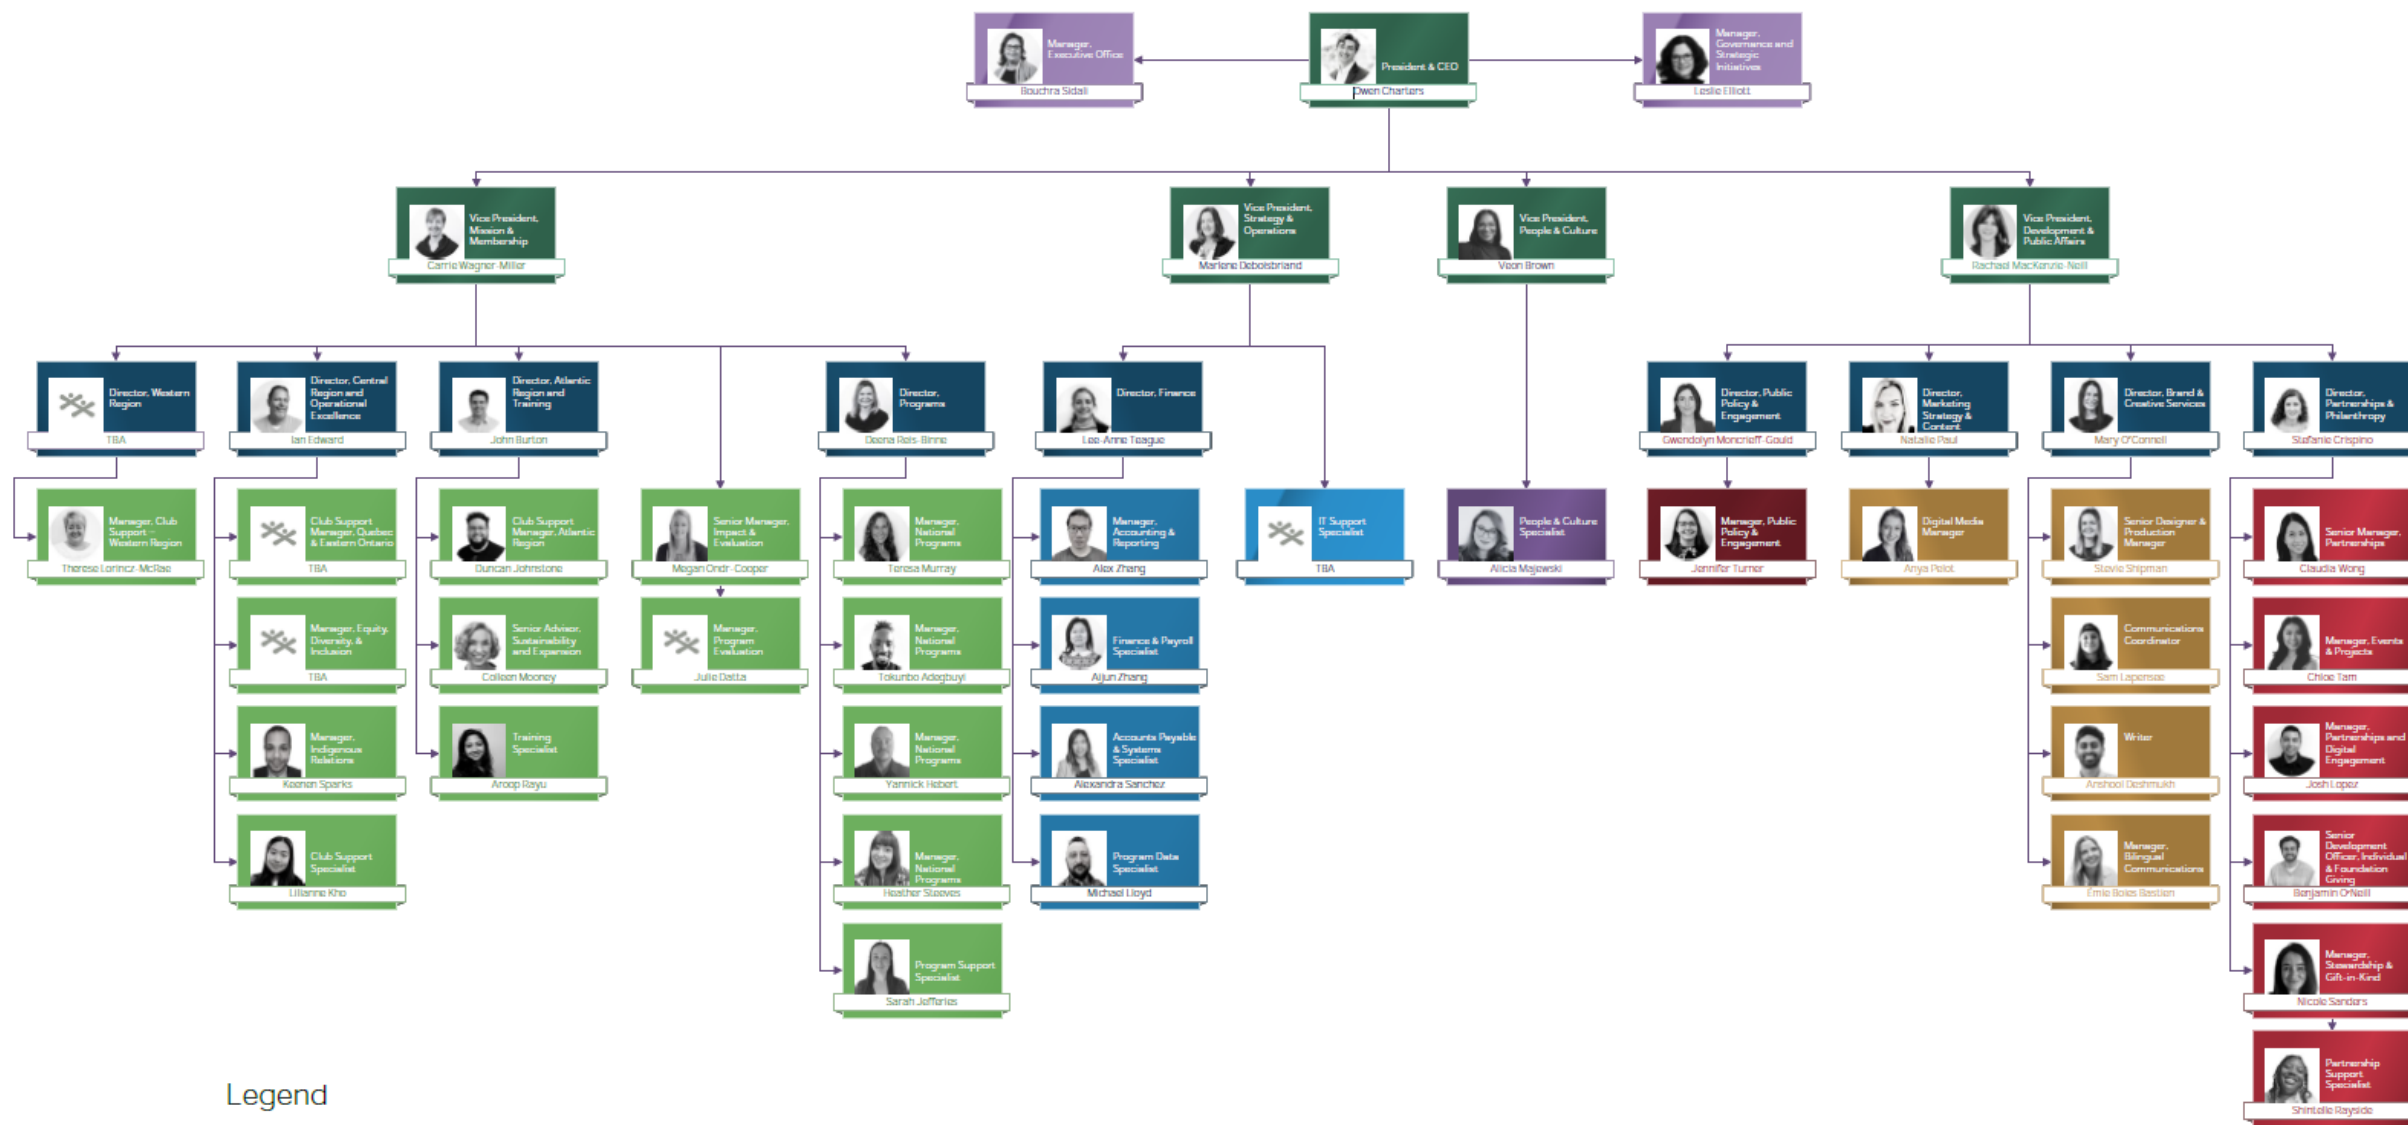 Manager,
Executive Office
Bouchra Sidali
President & CEO
Owen Charters
Manager,
Governance and
Strategic
Initiatives
Leslie Elliott
Vice President,
Mission &
Membership
Carrie Wagner-Miller
Vice President,
Strategy &
Operations
Marlene Deboisbriand
Vice President,
People & Culture
Veon Brown
Vice President,
Development &
Public Affairs
Rachael MacKenzie-Neill
Director, Western
Region
TBA
Director, Central
Region and
Operational
Excellence
Ian Edward
Director, Atlantic
Region and
Training
John Burton
Director,
Programs
Deena Reis-Binne
Director, Finance
Lee-Anne Teague
Director, Public
Policy &
Engagement
Gwendolyn Moncrieff-Gould
Director,
Marketing
Strategy &
Content
Natalie Paul
Director, Brand &
Creative Services
Mary O'Connell
Director,
Partnerships &
Philanthropy
Stefanie Crispino
Manager, Club
Support –
Western Region
Therese Lorincz-McRae
Club Support
Manager, Quebec
& Eastern Ontario
TBA
Club Support
Manager, Atlantic
Region
Duncan Johnstone
Senior Manager,
Impact &
Evaluation
Megan Ondr-Cooper
Manager,
National
Programs
Teresa Murray
Manager,
Accounting &
Reporting
Alex Zhang
IT Support
Specialist
TBA
People & Culture
Specialist
Alicia Majewski
Manager, Public
Policy &
Engagement
Jennifer Turner
Digital Media
Manager
Anya Pelot
Senior Designer &
Production
Manager
Stevie Shipman
Senior Manager,
Partnerships
Claudia Wong
Manager, Equity,
Diversity, &
Inclusion
TBA
Senior Advisor,
Sustainability
and Expansion
Colleen Mooney
Manager,
Program
Evaluation
Julie Datta
Manager,
National
Programs
Tokunbo Adegbuyi
Finance & Payroll
Specialist
Aijun Zhang
Communications
Coordinator
Sam Lapensee
Manager, Events
& Projects
Chloe Tam
Manager,
Indigenous
Relations
Keenen Sparks
Training
Specialist
Aroop Rayu
Manager,
National
Programs
Yannick Hebert
Accounts Payable
& Systems
Specialist
Alexandra Sanchez
Writer
Anshool Deshmukh
Manager,
Partnerships and
Digital
Engagement
Josh Lopez
Club Support
Specialist
Lilianne Kho
Manager,
National
Programs
Heather Steeves
Program Data
Specialist
Michael Lloyd
Manager,
Bilingual
Communications
Émie Boies Bastien
Senior
Development
Officer, Individual
& Foundation
Giving
Benjamin O'Neill
Program Support
Specialist
Sarah Jefferies
Manager,
Stewardship &
Gift-in-Kind
Nicole Sanders
Partnership
Support
Specialist
Shintelle Rayside
Legend